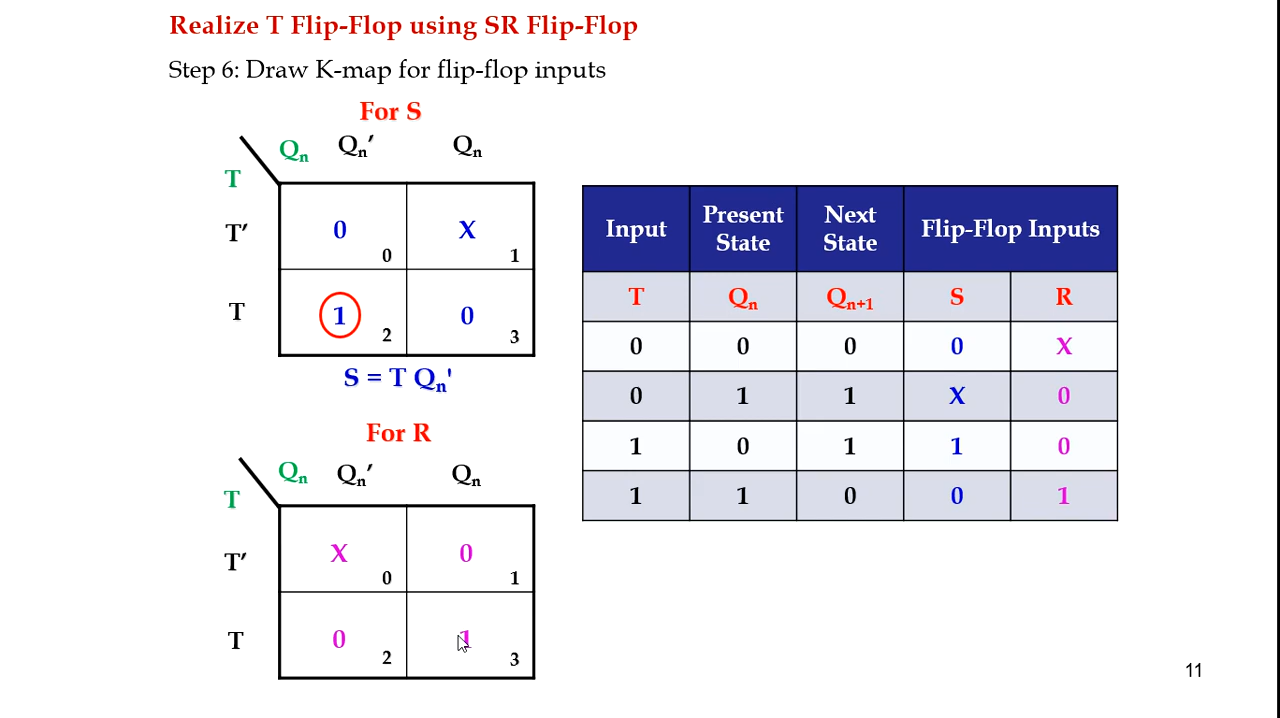 Realize T Flip-Flop using SR Flip-Flop
Step 6: Draw K-map for flip-flop inputs
For S
Qn Qn′ Qn
T
T′ 0 0 X 1
T 1 2 0 3
S = T Qn'
For R
Qn Qn′ Qn
T
T′ X 0 0 1
T 0 2 1 3
Input Present State Next State Flip-Flop Inputs
T Qn Qn+1 S R
0 0 0 0 X
0 1 1 X 0
1 0 1 1 0
1 1 0 0 1
11